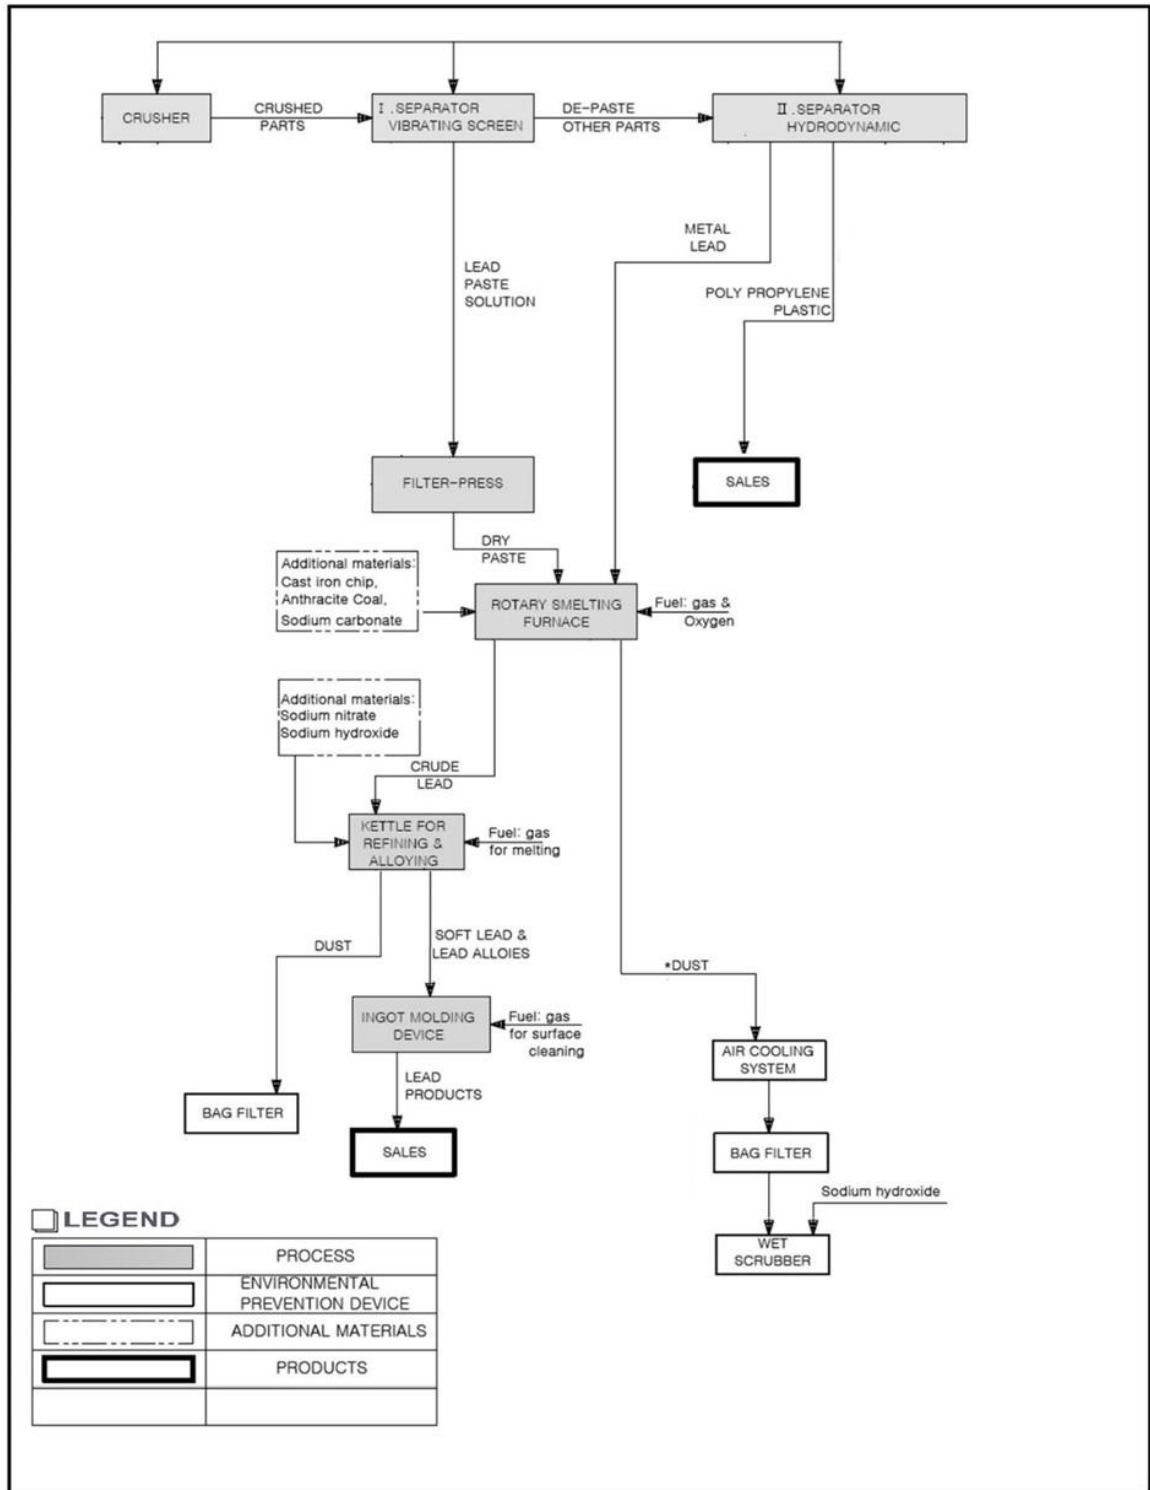 CRUSHER
CRUSHED
PARTS
Ⅰ.SEPARATOR
VIBRATING SCREEN
DE-PASTE
OTHER PARTS
Ⅱ.SEPARATOR
HYDRODYNAMIC
METAL
LEAD
LEAD
PASTE
SOLUTION
POLY PROPYLENE
PLASTIC
FILTER-PRESS
SALES
DRY
PASTE
Additional materials:
Cast iron chip,
Anthracite Coal,
Sodium carbonate
ROTARY SMELTING
FURNACE
Fuel: gas &
Oxygen
Additional materials:
Sodium nitrate
Sodium hydroxide
CRUDE
LEAD
KETTLE FOR
REFINING &
ALLOYING
Fuel: gas
for melting
DUST
SOFT LEAD &
LEAD ALLOIES
*DUST
INGOT MOLDING
DEVICE
Fuel: gas
for surface
cleaning
AIR COOLING
SYSTEM
LEAD
PRODUCTS
BAG FILTER
SALES
BAG FILTER
Sodium hydroxide
WET
SCRUBBER
LEGEND
PROCESS
ENVIRONMENTAL
PREVENTION DEVICE
ADDITIONAL MATERIALS
PRODUCTS